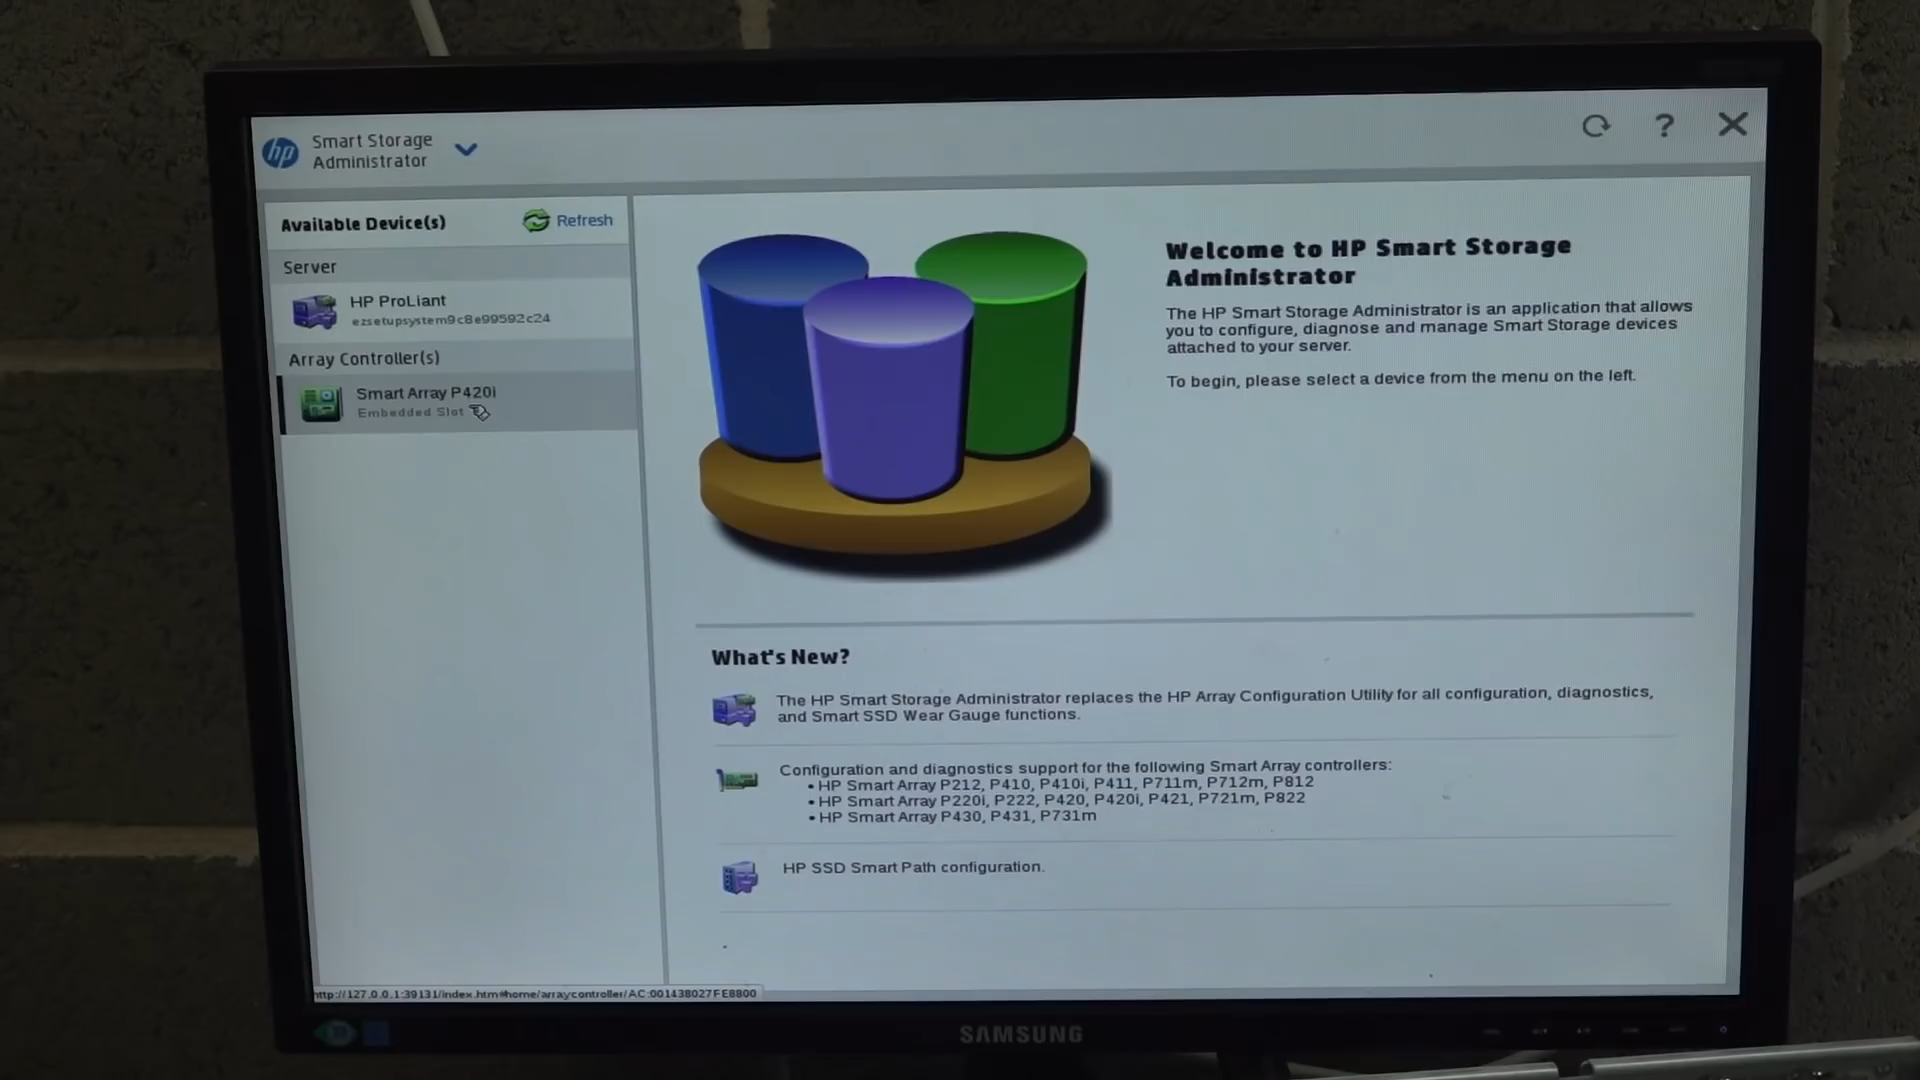 hp
Smart Storage
Administrator
?
Available Device(s)
Refresh
Server
HP ProLiant
ezsetupsystem9c8e99592c24
Array Controller(s)
Smart Array P420i
Embedded Slot
Welcome to HP Smart Storage
Administrator
The HP Smart Storage Administrator is an application that allows
you to configure, diagnose and manage Smart Storage devices
attached to your server.
To begin, please select a device from the menu on the left.
What's New?
The HP Smart Storage Administrator replaces the HP Array Configuration Utility for all configuration, diagnostics,
and Smart SSD Wear Gauge functions.
Configuration and diagnostics support for the following Smart Array controllers:
• HP Smart Array P212, P410, P410i, P411, P711m, P712m, P812
• HP Smart Array P220i, P222, P420, P420i, P421, P721m, P822
• HP Smart Array P430, P431, P731m
HP SSD Smart Path configuration.
http://127.0.0.1:39131/index.htm#home/arraycontroller/AC:001438027FE8800
SAMSUNG